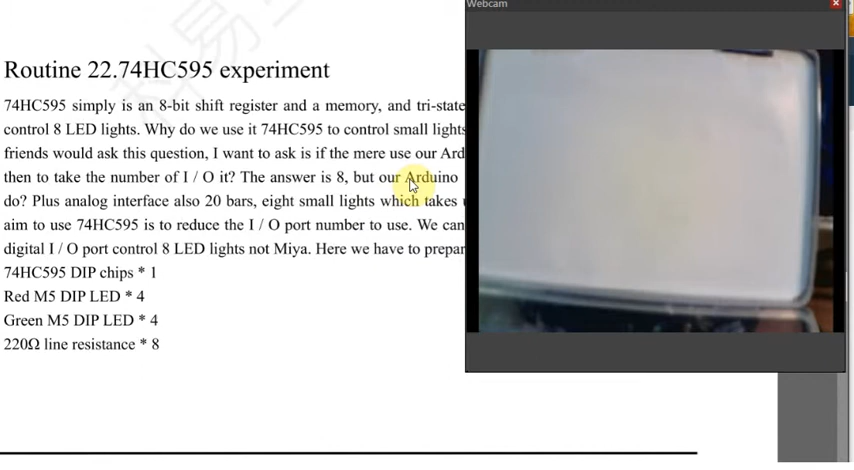 Webcam
Routine 22.74HC595 experiment
74HC595 simply is an 8-bit shift register and a memory, and tri-state
control 8 LED lights. Why do we use it 74HC595 to control small lights
friends would ask this question, I want to ask is if the mere use our Ard
then to take the number of I / O it? The answer is 8, but our Arduino
do? Plus analog interface also 20 bars, eight small lights which takes
aim to use 74HC595 is to reduce the I / O port number to use. We can
digital I / O port control 8 LED lights not Miya. Here we have to prepar
74HC595 DIP chips * 1
Red M5 DIP LED * 4
Green M5 DIP LED * 4
220Ω line resistance * 8